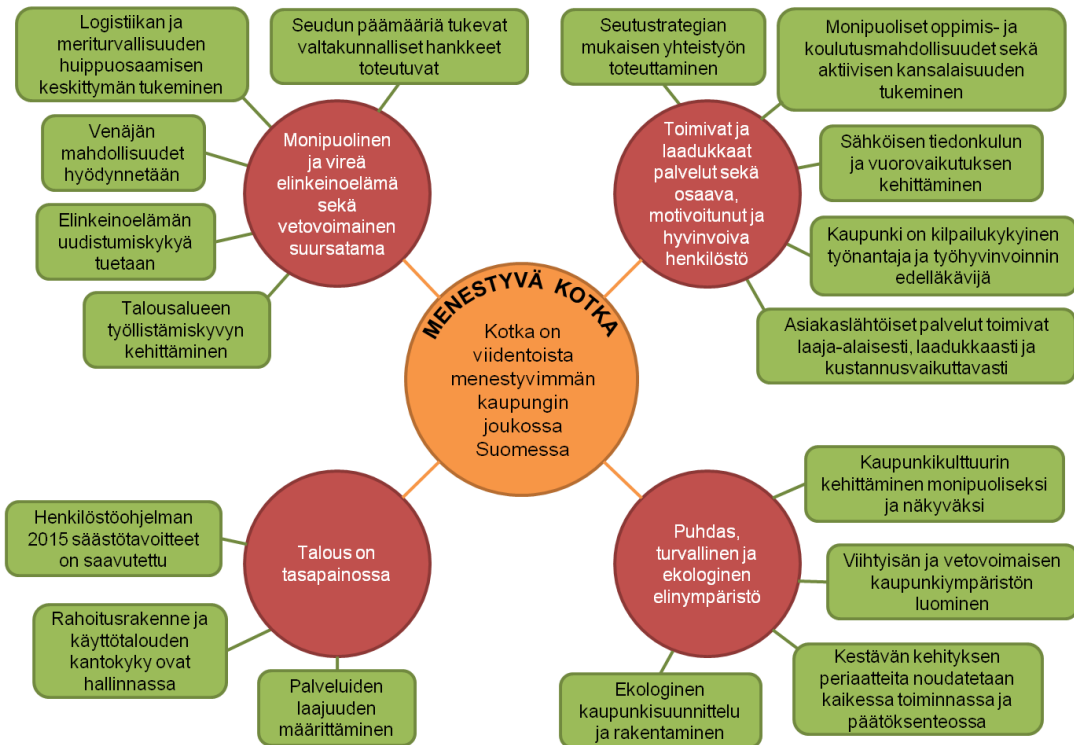 Logistiikan ja
meriturvallisuuden
huippuosaamisen
keskittymän tukeminen
Seudun päämääriä tukevat
valtakunnalliset hankkeet
toteutuvat
Venäjän
mahdollisuudet
hyödynnetään
Elinkeinoelämän
uudistumiskykyä
tuetaan
Talousalueen
työllistämiskyvyn
kehittäminen
Monipuolinen
ja vireä
elinkeinoelämä
sekä
vetovoimainen
suursatama
Seutustrategian
mukaisen yhteistyön
toteuttaminen
Monipuoliset oppimis- ja
koulutusmahdollisuudet sekä
aktiivisen kansalaisuuden
tukeminen
Toimivat ja
laadukkaat
palvelut sekä
osaava,
motivoitunut ja
hyvinvoiva
henkilöstö
Sähköisen tiedonkulun
ja vuorovaikutuksen
kehittäminen
Kaupunki on kilpailukykyinen
työnantaja ja työhyvinvoinnin
edelläkävijä
Asiakaslähtöiset palvelut toimivat
laaja-alaisesti, laadukkaasti ja
kustannusvaikuttavasti
MENESTYVÄ KOTKA
Kotka on
viidentoista
menestyvimmän
kaupungin
joukossa
Suomessa
Henkilöstöohjelman
2015 säästötavoitteet
on saavutettu
Talous on
tasapainossa
Rahoitusrakenne ja
käyttötalouden
kantokyky ovat
hallinnassa
Palveluiden
laajuuden
määrittäminen
Puhdas,
turvallinen ja
ekologinen
elinympäristö
Kaupunkikulttuurin
kehittäminen monipuoliseksi
ja näkyväksi
Viihtyisän ja vetovoimaisen
kaupunkiympäristön
luominen
Kestävän kehityksen
periaatteita noudatetaan
kaikessa toiminnassa ja
päätöksenteossa
Ekologinen
kaupunkisuunnittelu
ja rakentaminen